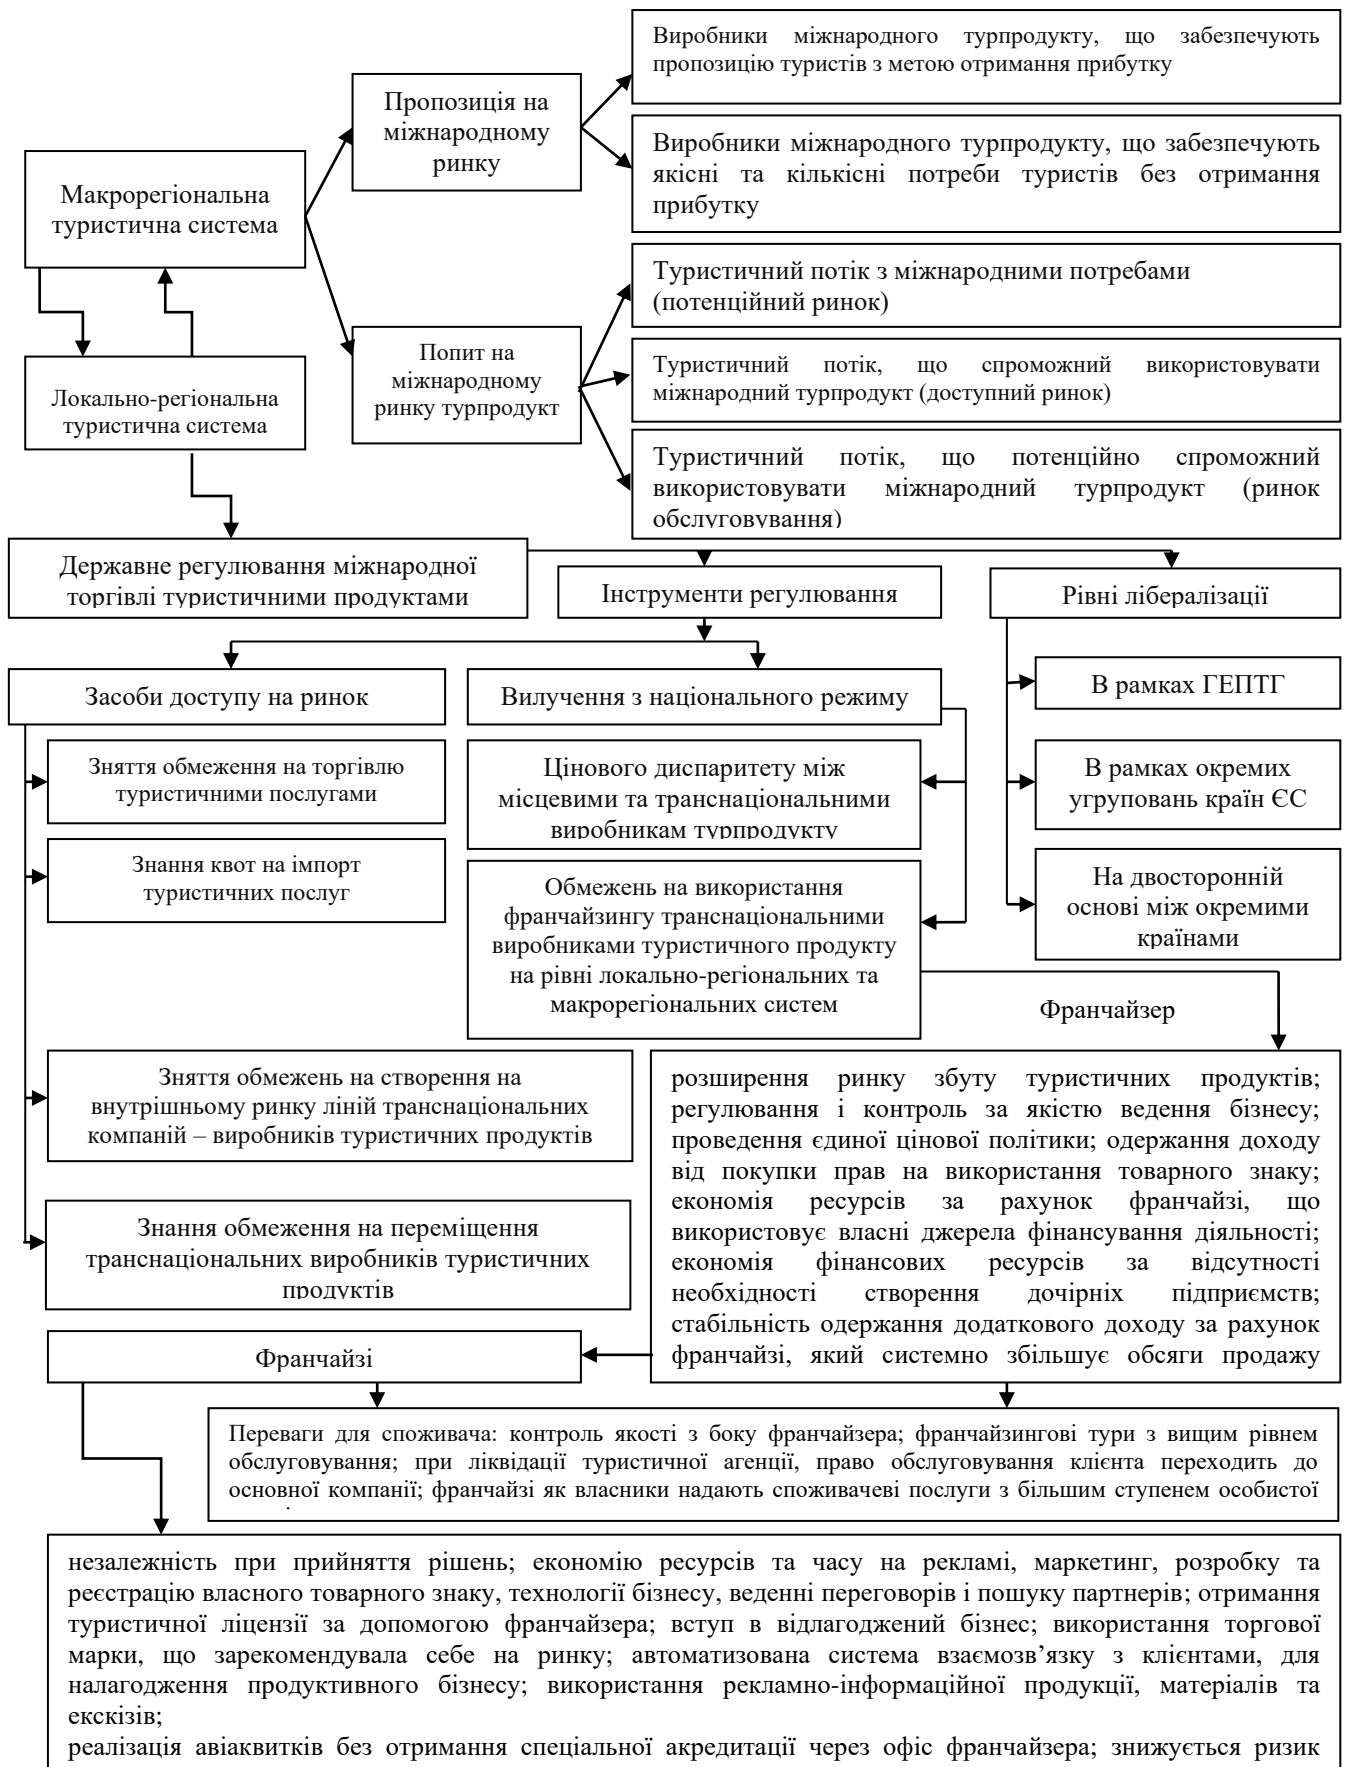 Виробники міжнародного турпродукту, що забезпечують
пропозицію туристів з метою отримання прибутку
Пропозиція на
міжнародному
ринку
Виробники міжнародного турпродукту, що забезпечують
якісні та кількісні потреби туристів без отримання
прибутку
Макрорегіональна
туристична система
Туристичний потік з міжнародними потребами
(потенційний ринок)
Попит на
міжнародному
ринку турпродукт
Туристичний потік, що спроможний використовувати
міжнародний турпродукт (доступний ринок)
Локально-регіональна
туристична система
Туристичний потік, що потенційно спроможний
використовувати міжнародний турпродукт (ринок
обслуговування)
Державне регулювання міжнародної
торгівлі туристичними продуктами
Інструменти регулювання
Рівні лібералізації
Засоби доступу на ринок
Вилучення з національного режиму
В рамках ГЕПТГ
Зняття обмеження на торгівлю
туристичними послугами
Цінового диспаритету між
місцевими та транснаціональними
виробникам турпродукту
В рамках окремих
угруповань країн ЄС
Знання квот на імпорт
туристичних послуг
Обмежень на використання
франчайзингу транснаціональними
виробниками туристичного продукту
на рівні локально-регіональних та
макрорегіональних систем
На двосторонній
основі між окремими
країнами
Франчайзер
Зняття обмежень на створення на
внутрішньому ринку ліній транснаціональних
компаній – виробників туристичних продуктів
розширення ринку збуту туристичних продуктів;
регулювання і контроль за якістю ведення бізнесу;
проведення єдиної цінової політики; одержання доходу
від покупки прав на використання товарного знаку;
економія ресурсів за рахунок франчайзі, що
використовує власні джерела фінансування діяльності;
економія фінансових ресурсів за відсутності
необхідності створення дочірніх підприємств;
стабільність одержання додаткового доходу за рахунок
франчайзі, який системно збільшує обсяги продажу
Знання обмеження на переміщення
транснаціональних виробників туристичних
продуктів
Франчайзі
Переваги для споживача: контроль якості з боку франчайзера; франчайзингові тури з вищим рівнем
обслуговування; при ліквідації туристичної агенції, право обслуговування клієнта переходить до
основної компанії; франчайзі як власники надають споживачеві послуги з більшим ступенем особистої
незалежність при прийняття рішень; економію ресурсів та часу на рекламі, маркетинг, розробку та
реєстрацію власного товарного знаку, технології бізнесу, веденні переговорів і пошуку партнерів; отримання
туристичної ліцензії за допомогою франчайзера; вступ в відлагоджений бізнес; використання торгової
марки, що зарекомендувала себе на ринку; автоматизована система взаємозв’язку з клієнтами, для
налагодження продуктивного бізнесу; використання рекламно-інформаційної продукції, матеріалів та
ексkізів;
реалізація авіаквитків без отримання спеціальної акредитації через офіс франчайзера; знижується ризик